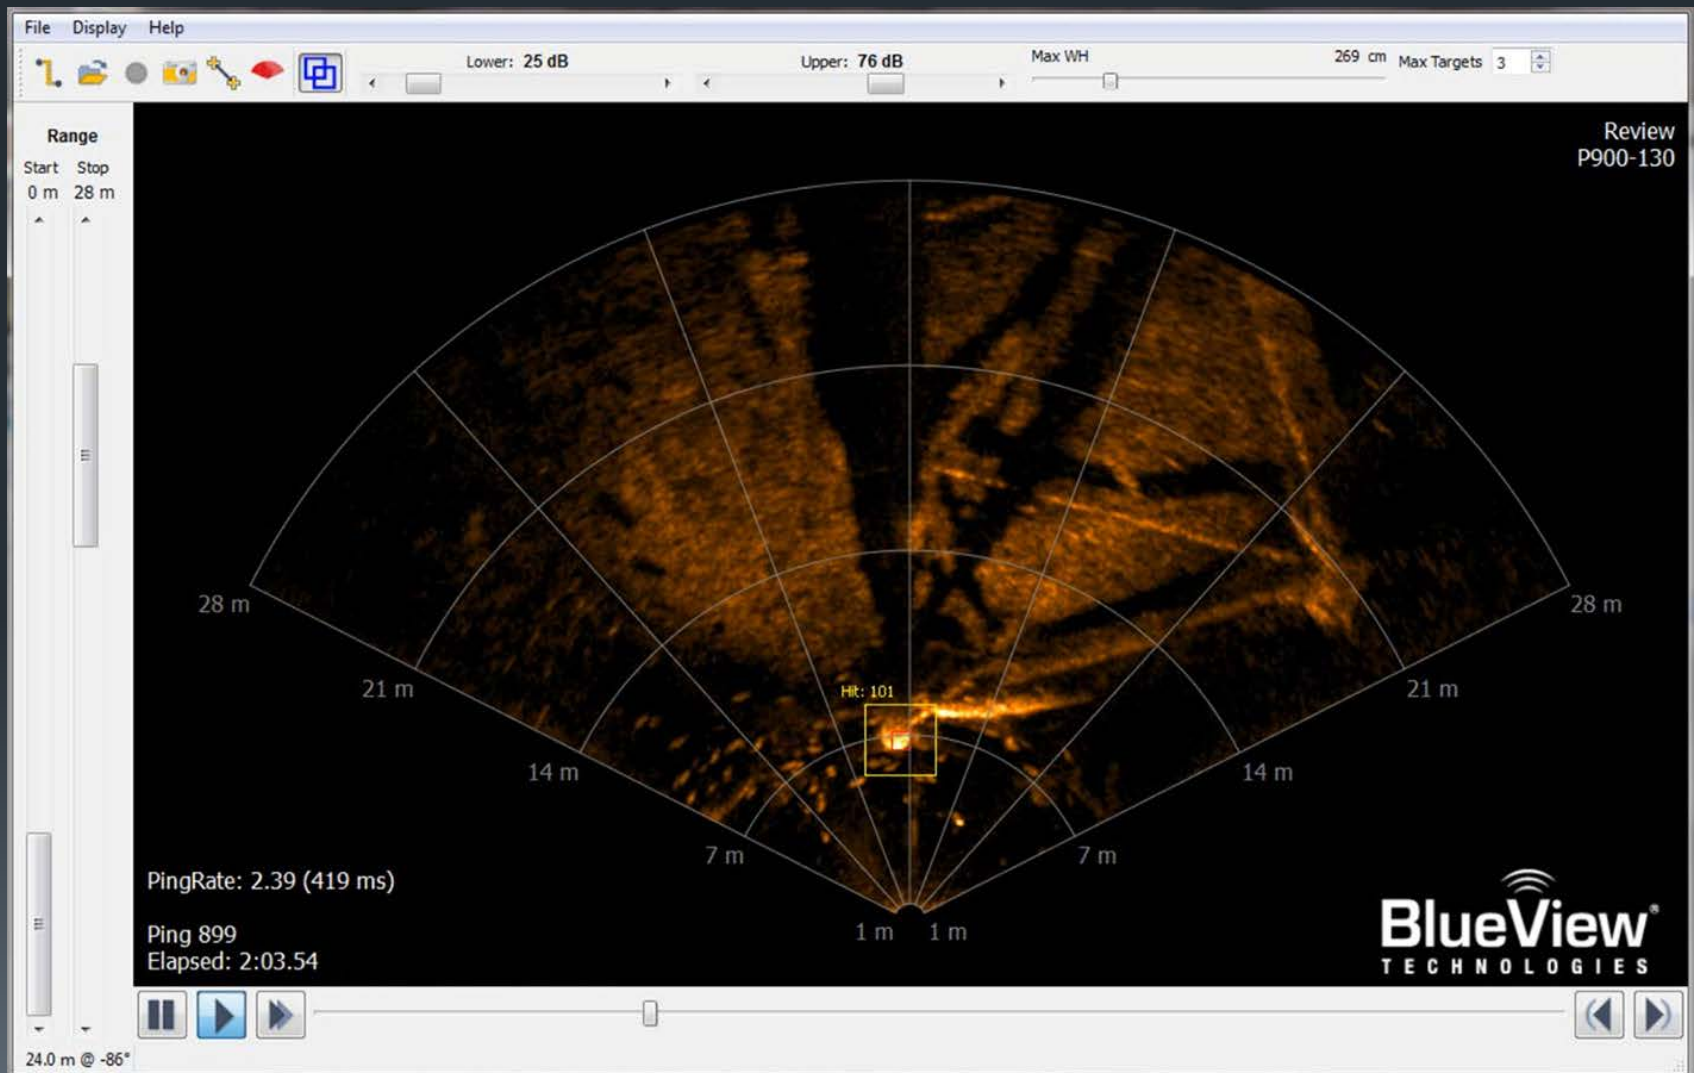 File Display Help
Lower: 25 dB Upper: 76 dB Max WH 269 cm Max Targets 3
Range
Start Stop
0 m 28 m
Review
P900-130
28 m 28 m
21 m 21 m
Hit: 101
14 m 14 m
7 m 7 m
PingRate: 2.39 (419 ms)
1 m 1 m
Ping 899
Elapsed: 2:03.54
BlueView®
TECHNOLOGIES
24.0 m @ -86°